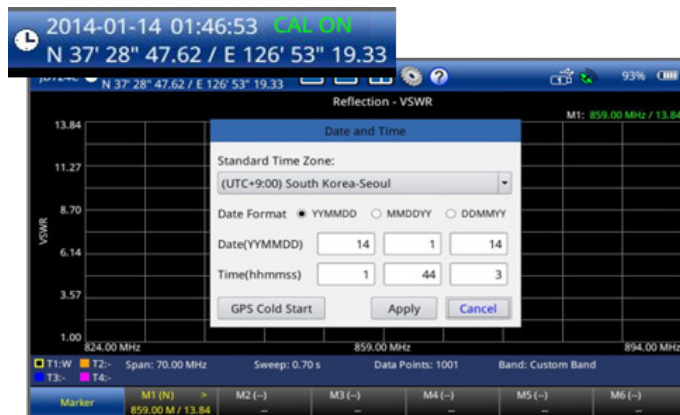 2014-01-14 01:46:53 CAL ON
N 37' 28" 47.62 / E 126' 53" 19.33
JD724C
N 37' 28" 47.62 / E 126' 53" 19.33
?
93%
Reflection - VSWR
M1: 859.00 MHz / 13.84
13.84
11.27
8.70
6.14
3.57
1.00
VSWR
Date and Time
Standard Time Zone:
(UTC+9:00) South Korea-Seoul
Date Format YYMMDD MMDDYY DDMMYY
Date(YYMMDD) 14 1 14
Time(hhmmss) 1 44 3
GPS Cold Start Apply Cancel
824.00 MHz 859.00 MHz 894.00 MHz
T1:W T2:- Span: 70.00 MHz Sweep: 0.70 s Data Points: 1001 Band: Custom Band
T3:- T4:-
Marker M1 (N) > M2 (--) M3 (--) M4 (--) M5 (--) M6 (--)
859.00 M / 13.84 -- -- -- -- --